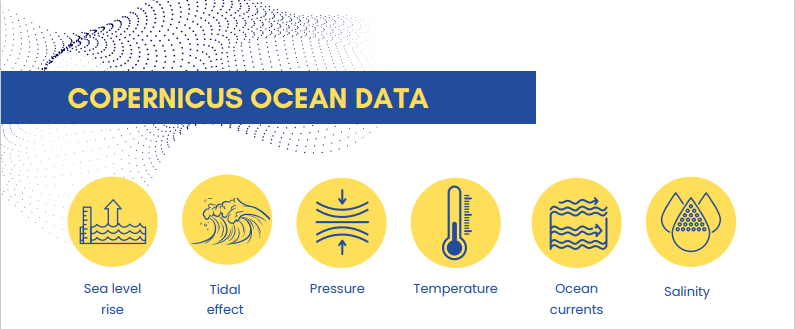 COPERNICUS OCEAN DATA
Sea level
rise
Tidal
effect
Pressure
Temperature
Ocean
currents
Salinity